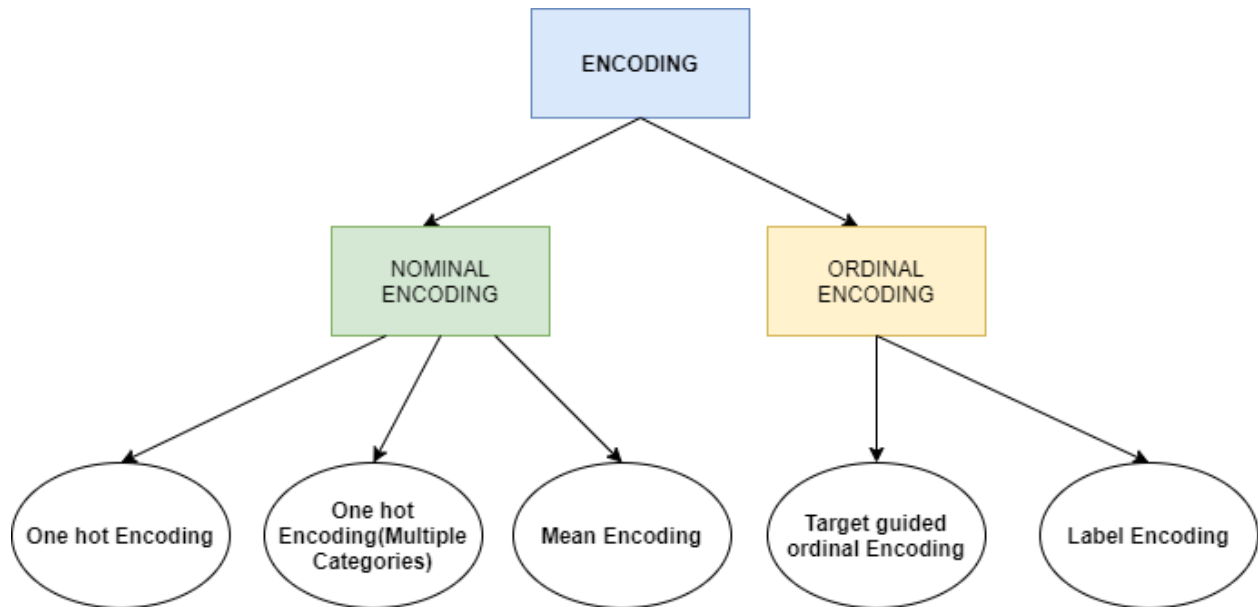 ENCODING
NOMINAL
ENCODING
ORDINAL
ENCODING
One hot Encoding
One hot
Encoding(Multiple
Categories)
Mean Encoding
Target guided
ordinal Encoding
Label Encoding